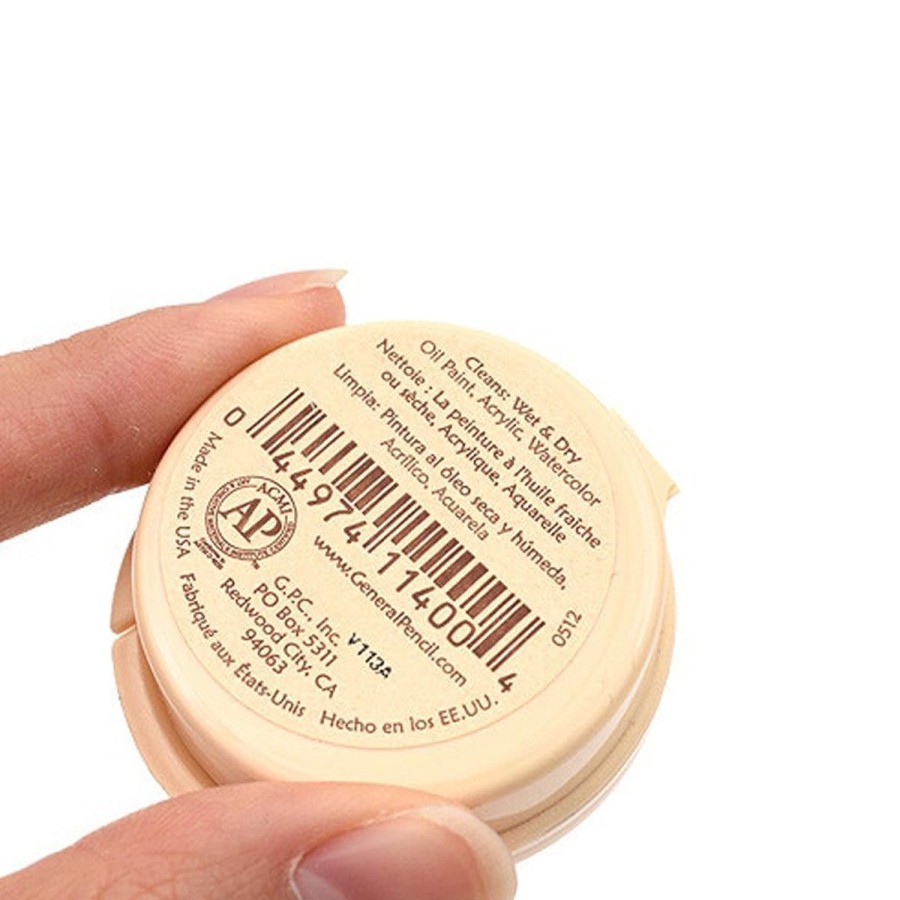 Cleans: Wet & Dry
Oil Paint, Acrylic, Watercolor
Nettoie : La peinture à l'huile fraîche
ou sèche, Acrylique, Aquarelle
Limpia: Pintura al óleo seca y húmeda,
Acrílico, Acuarela
0 44974 11400 4
0512
ACMI
AP
www.GeneralPencil.com
G.P.C., Inc.
PO Box 5311
Redwood City, CA
94063
V113A
Made in the USA Fabriqué aux États-Unis Hecho en los EE.UU.